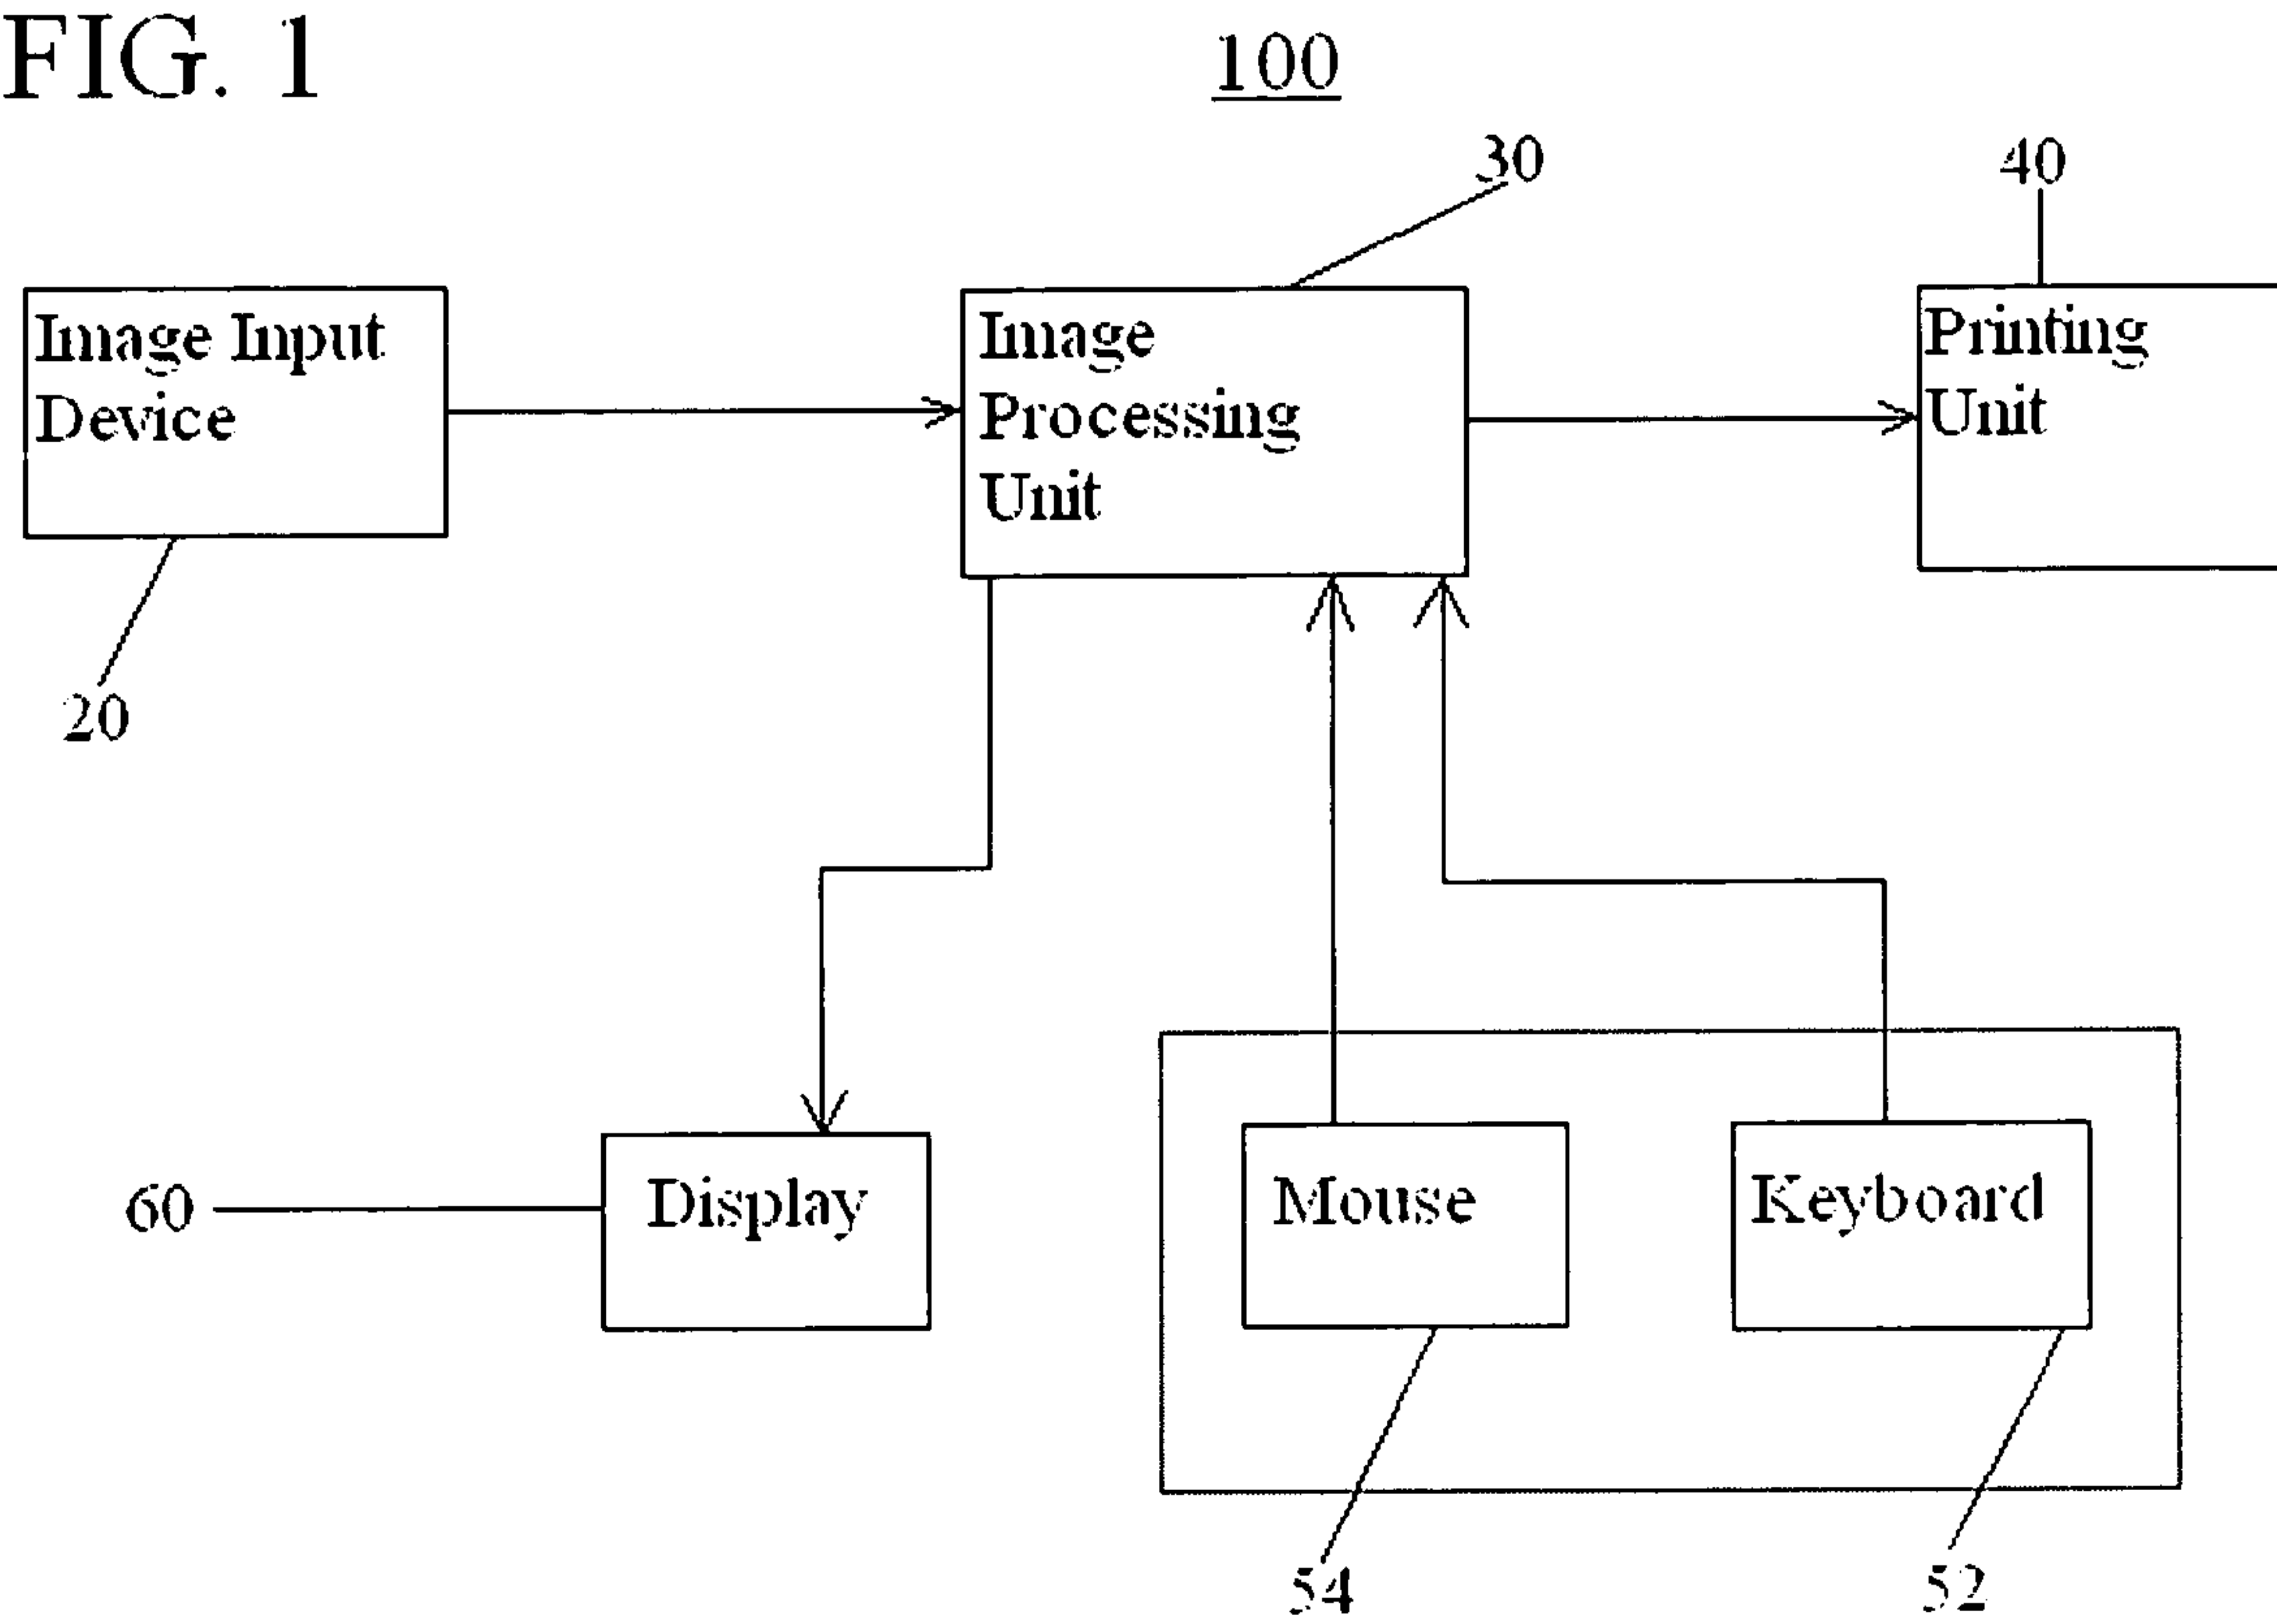 FIG. 1
100
30
40
Image Input
Device
Image
Processing
Unit
Printing
Unit
20
60
Display
Mouse
Keyboard
54
52